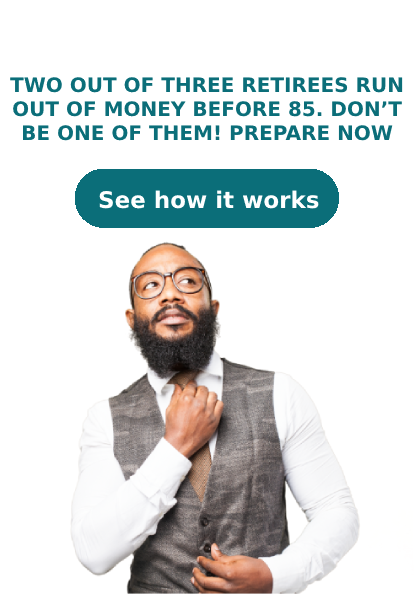 TWO OUT OF THREE RETIREES RUN
OUT OF MONEY BEFORE 85. DON’T
BE ONE OF THEM! PREPARE NOW
See how it works